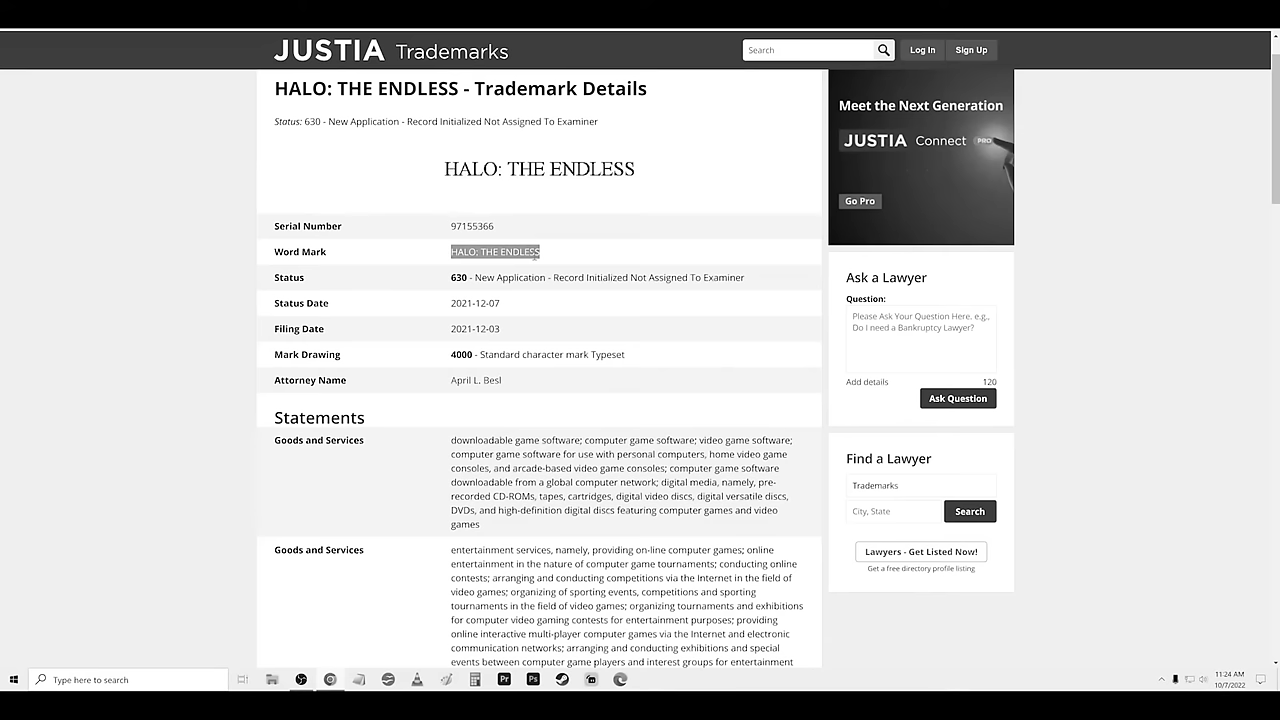 JUSTIA Trademarks
Search
Log In
Sign Up
HALO: THE ENDLESS - Trademark Details
Status: 630 - New Application - Record Initialized Not Assigned To Examiner
HALO: THE ENDLESS
Serial Number 97155366
Word Mark HALO: THE ENDLESS
Status 630 - New Application - Record Initialized Not Assigned To Examiner
Status Date 2021-12-07
Filing Date 2021-12-03
Mark Drawing 4000 - Standard character mark Typeset
Attorney Name April L. Besl
Statements
Goods and Services
downloadable game software; computer game software; video game software;
computer game software for use with personal computers, home video game
consoles, and arcade-based video game consoles; computer game software
downloadable from a global computer network; digital media, namely, pre-
recorded CD-ROMs, tapes, cartridges, digital video discs, digital versatile discs,
DVDs, and high-definition digital discs featuring computer games and video
games
Goods and Services
entertainment services, namely, providing on-line computer games; online
entertainment in the nature of computer game tournaments; conducting online
contests; arranging and conducting competitions via the Internet in the field of
video games; organizing of sporting events, competitions and sporting
tournaments in the field of video games; organizing tournaments and exhibitions
for computer video gaming contests for entertainment purposes; providing
online interactive multi-player computer games via the Internet and electronic
communication networks; arranging and conducting exhibitions and special
events between computer game players and interest groups for entertainment
Meet the Next Generation
JUSTIA Connect PRO
Go Pro
Ask a Lawyer
Question:
Please Ask Your Question Here. e.g.,
Do I need a Bankruptcy Lawyer?
Add details
120
Ask Question
Find a Lawyer
Trademarks
City, State
Search
Lawyers - Get Listed Now!
Get a free directory profile listing
Type here to search
Pr
Ps
11:24 AM
10/7/2022